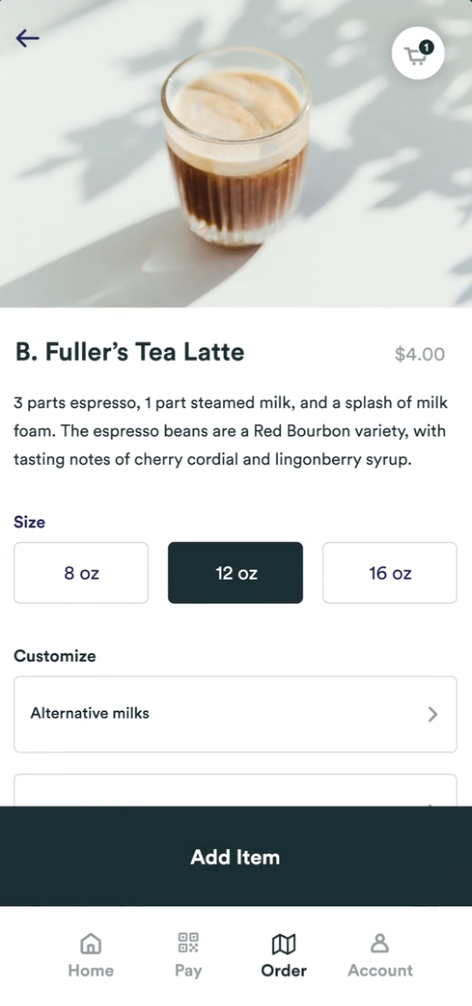 1
B. Fuller’s Tea Latte
$4.00
3 parts espresso, 1 part steamed milk, and a splash of milk
foam. The espresso beans are a Red Bourbon variety, with
tasting notes of cherry cordial and lingonberry syrup.
Size
8 oz
12 oz
16 oz
Customize
Alternative milks
Add Item
Home
Pay
Order
Account